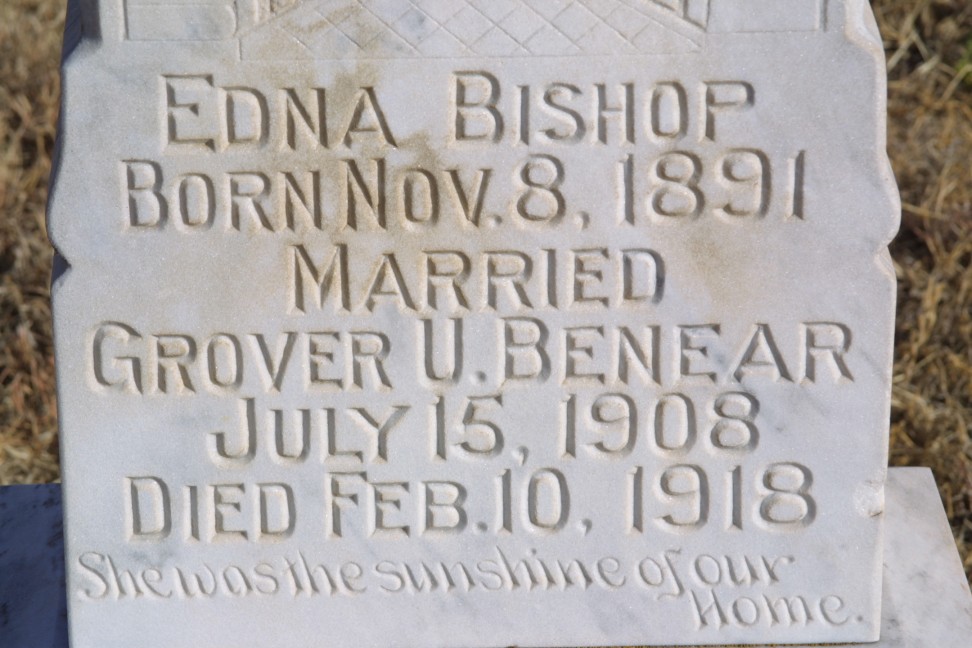 EDNA BISHOP
BORN NOV. 8, 1891
MARRIED
GROVER U. BENEAR
JULY 15, 1908
DIED FEB. 10, 1918
She was the sunshine of our
Home.